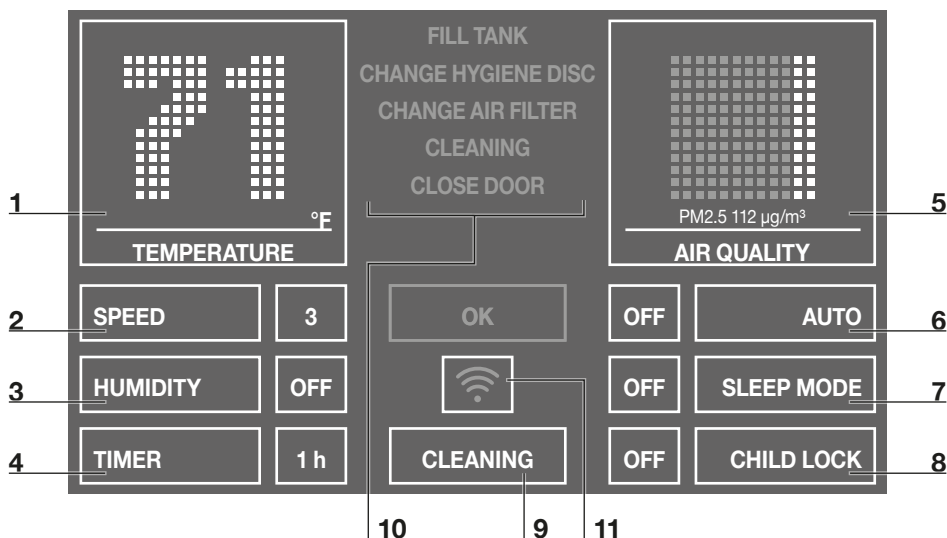 71
°F
TEMPERATURE
FILL TANK
CHANGE HYGIENE DISC
CHANGE AIR FILTER
CLEANING
CLOSE DOOR
PM2.5 112 µg/m³
AIR QUALITY
1
5
SPEED 3
OK
OFF AUTO
2
6
HUMIDITY OFF
OFF SLEEP MODE
3
7
TIMER 1 h
CLEANING
OFF CHILD LOCK
4
8
10
9
11